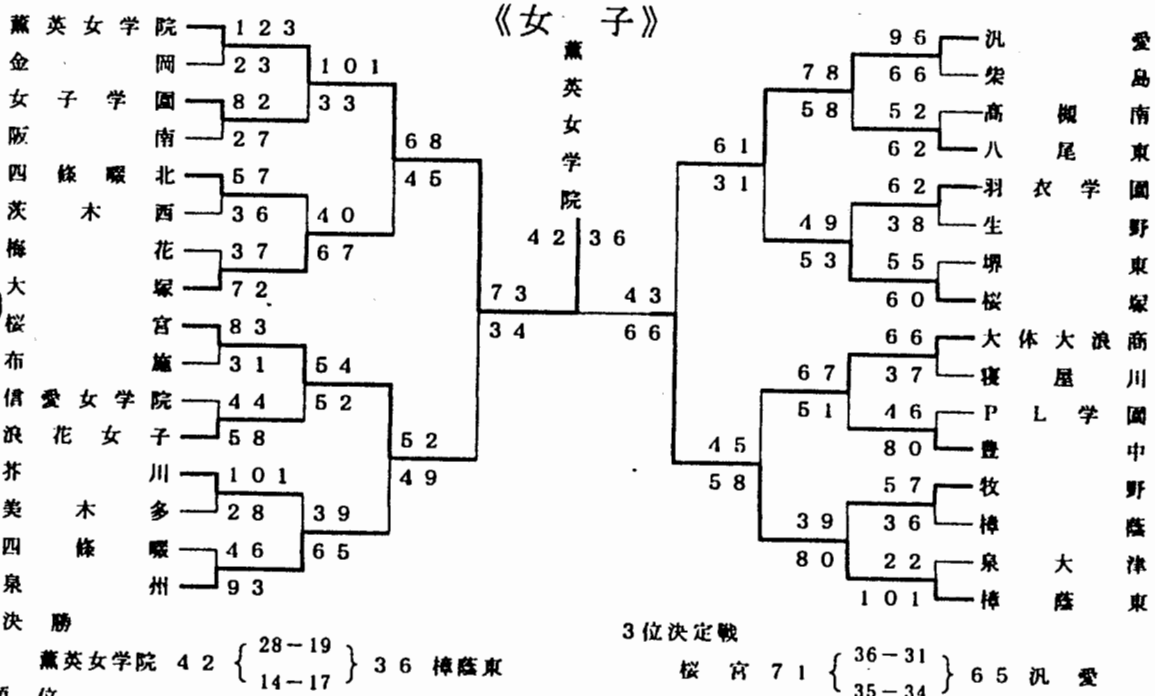 《女 子》
薫英女学院 123
金岡 23
101
33
女子学園 82
阪南 27
68
45
四條畷北 57
茨木西 36
40
67
梅花 37
大塚 72
73
34
桜宮 83
布施 31
54
52
信愛女学院 44
浪花女子 58
52
49
芥川 101
美木多 28
39
65
四條畷 46
泉州 93
薫英女学院
42 36
43
66
96 汎愛
66 柴島
78
58
52 高槻南
62 八尾東
61
31
62 羽衣学園
38 生野
49
53
55 堺東
60 桜塚
66 大体大浪商
37 寝屋川
67
51
46 PL学園
80 豊中
45
58
57 牧野
36 樟蔭
39
80
22 泉大津
101 樟蔭東
決勝
薫英女学院 42 { 28-19 14-17 } 36 樟蔭東
3位決定戦
桜宮 71 { 36-31 35-34 } 65 汎愛